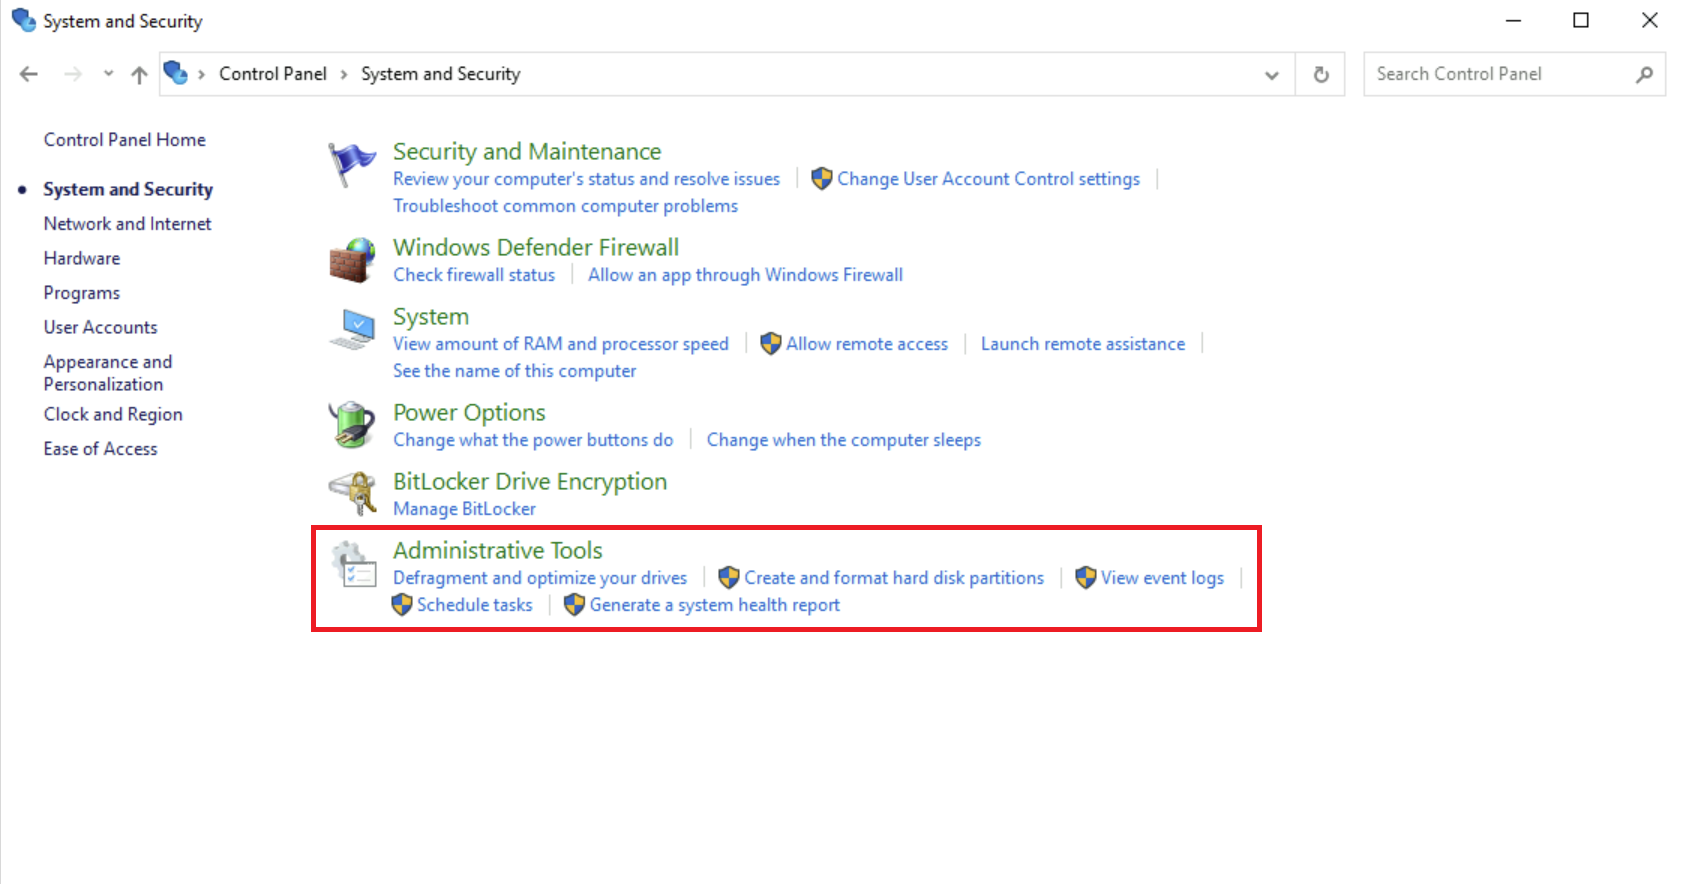 System and Security
Control Panel > System and Security
Search Control Panel
Control Panel Home
System and Security
Network and Internet
Hardware
Programs
User Accounts
Appearance and
Personalization
Clock and Region
Ease of Access
Security and Maintenance
Review your computer's status and resolve issues | Change User Account Control settings |
Troubleshoot common computer problems
Windows Defender Firewall
Check firewall status | Allow an app through Windows Firewall
System
View amount of RAM and processor speed | Allow remote access | Launch remote assistance |
See the name of this computer
Power Options
Change what the power buttons do | Change when the computer sleeps
BitLocker Drive Encryption
Manage BitLocker
Administrative Tools
Defragment and optimize your drives | Create and format hard disk partitions | View event logs |
Schedule tasks | Generate a system health report